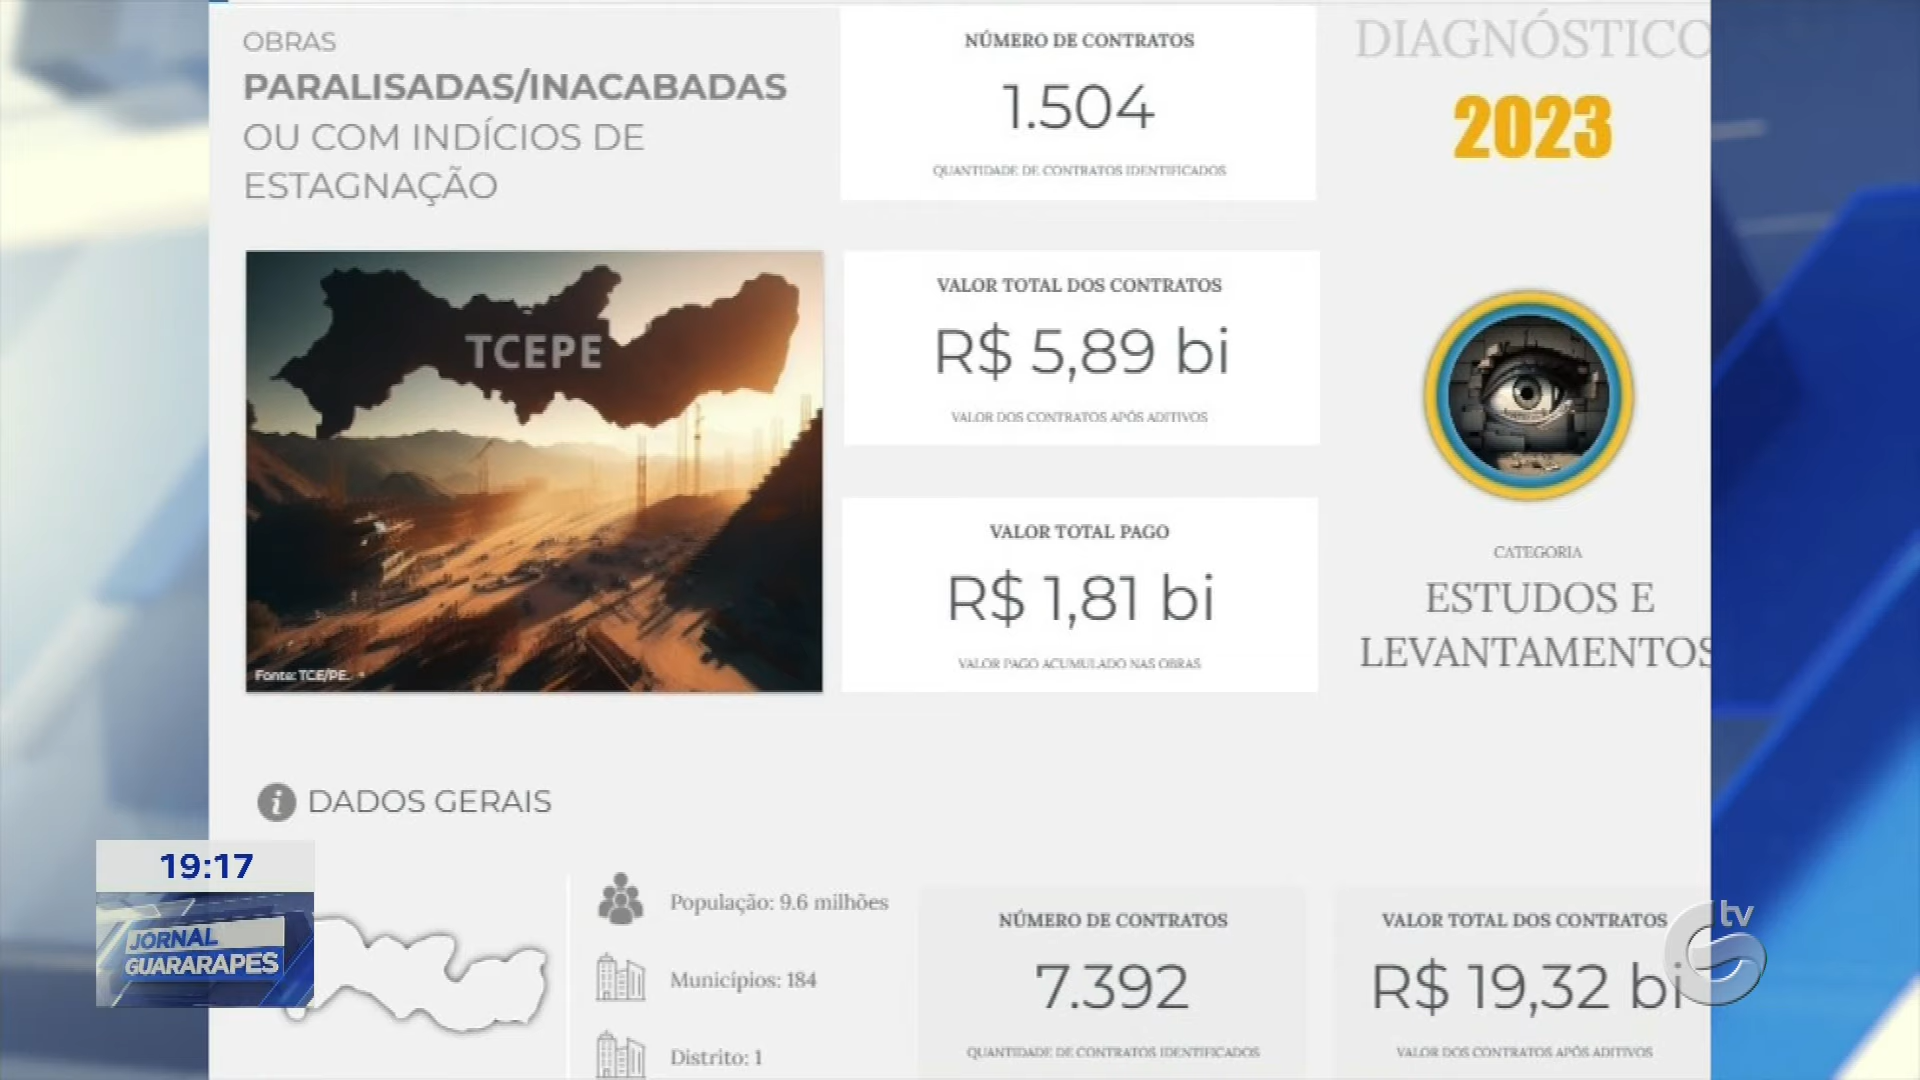 OBRAS
PARALISADAS/INACABADAS
OU COM INDÍCIOS DE
ESTAGNAÇÃO
NÚMERO DE CONTRATOS
1.504
QUANTIDADE DE CONTRATOS IDENTIFICADOS
DIAGNÓSTICO
2023
TCEPE
Fonte: TCE/PE.
VALOR TOTAL DOS CONTRATOS
R$ 5,89 bi
VALOR DOS CONTRATOS APÓS ADITIVOS
VALOR TOTAL PAGO
R$ 1,81 bi
VALOR PAGO ACUMULADO NAS OBRAS
CATEGORIA
ESTUDOS E
LEVANTAMENTOS
i DADOS GERAIS
19:17
JORNAL
GUARARAPES
População: 9.6 milhões
Municípios: 184
Distrito: 1
NÚMERO DE CONTRATOS
7.392
QUANTIDADE DE CONTRATOS IDENTIFICADOS
VALOR TOTAL DOS CONTRATOS
R$ 19,32 bi
VALOR DOS CONTRATOS APÓS ADITIVOS
tv